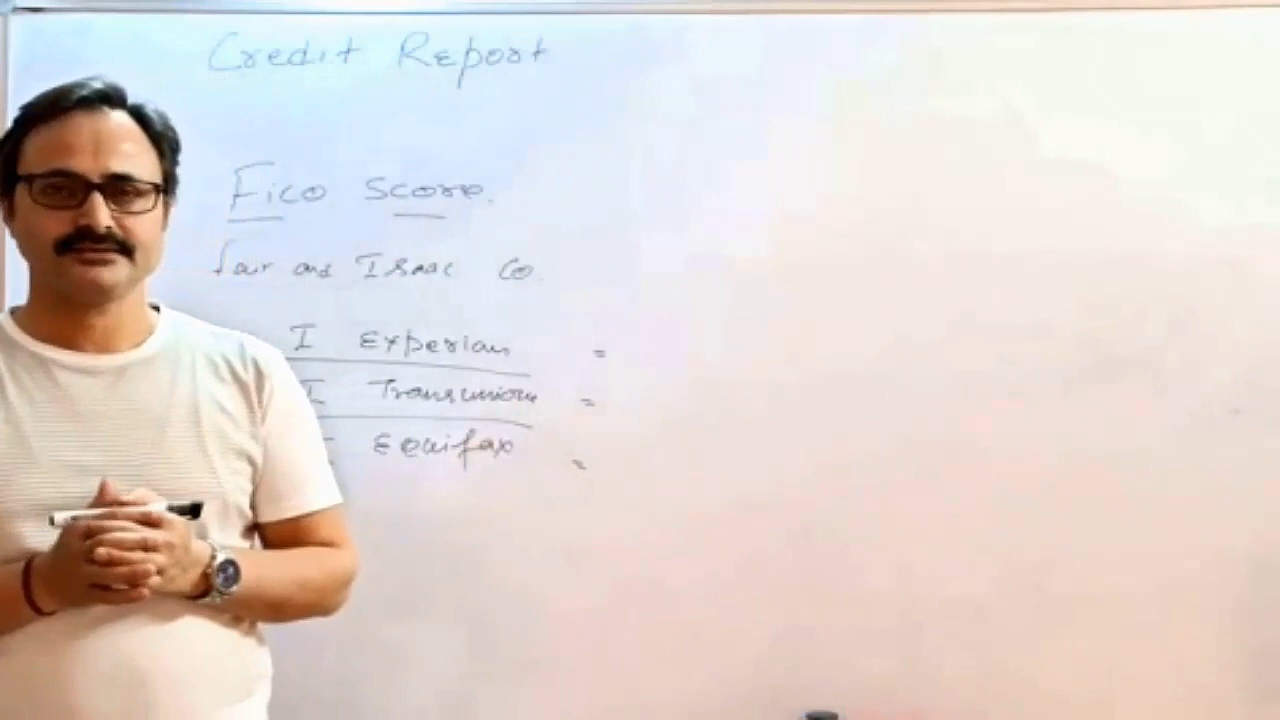 Credit Report
Fico Score.
fair and Isaac Co.
I Experian =
I Transunion =
I Equifax =